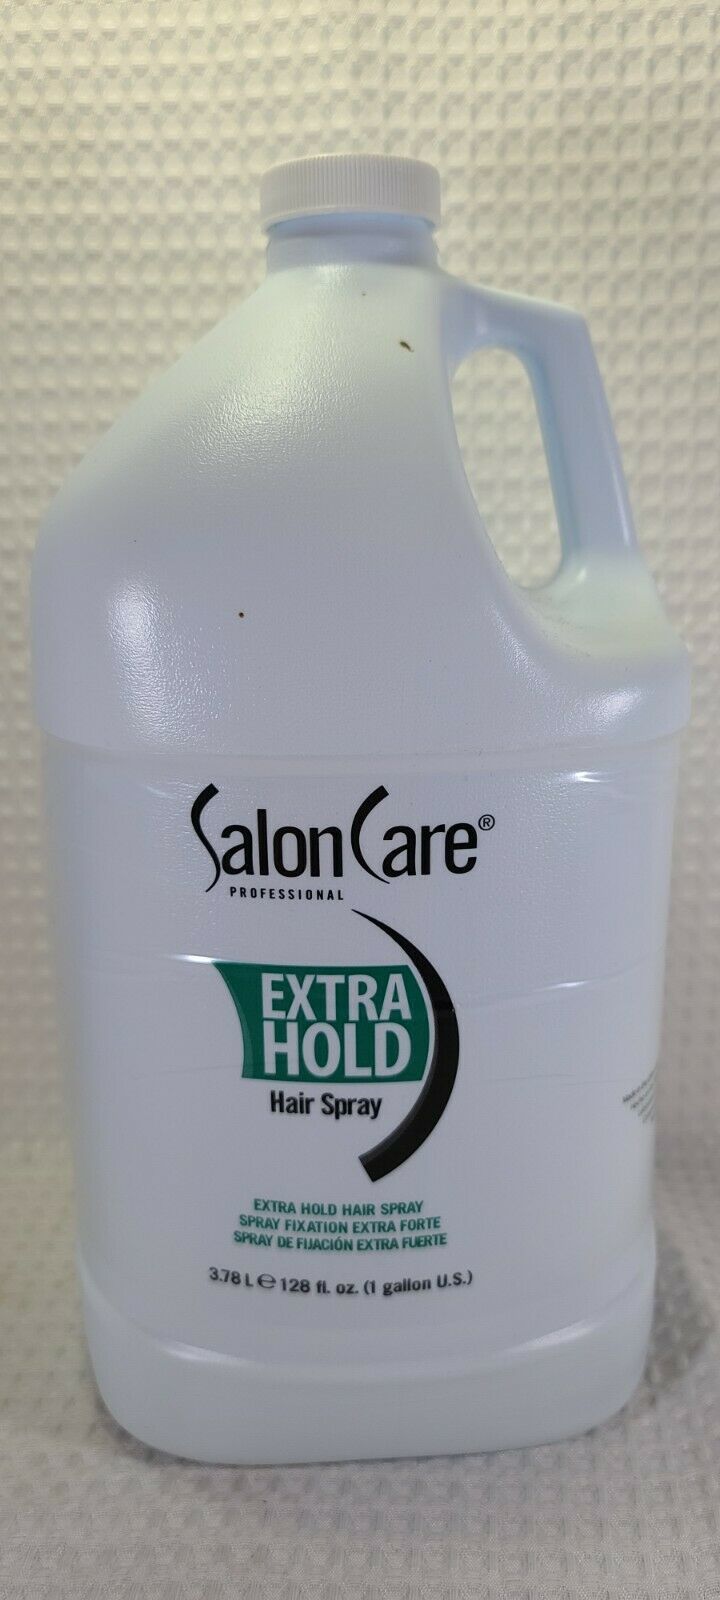 SalonCare®
PROFESSIONAL
EXTRA
HOLD
Hair Spray
EXTRA HOLD HAIR SPRAY
SPRAY FIXATION EXTRA FORTE
SPRAY DE FIJACIÓN EXTRA FUERTE
3.78 L ℮ 128 fl. oz. (1 gallon U.S.)